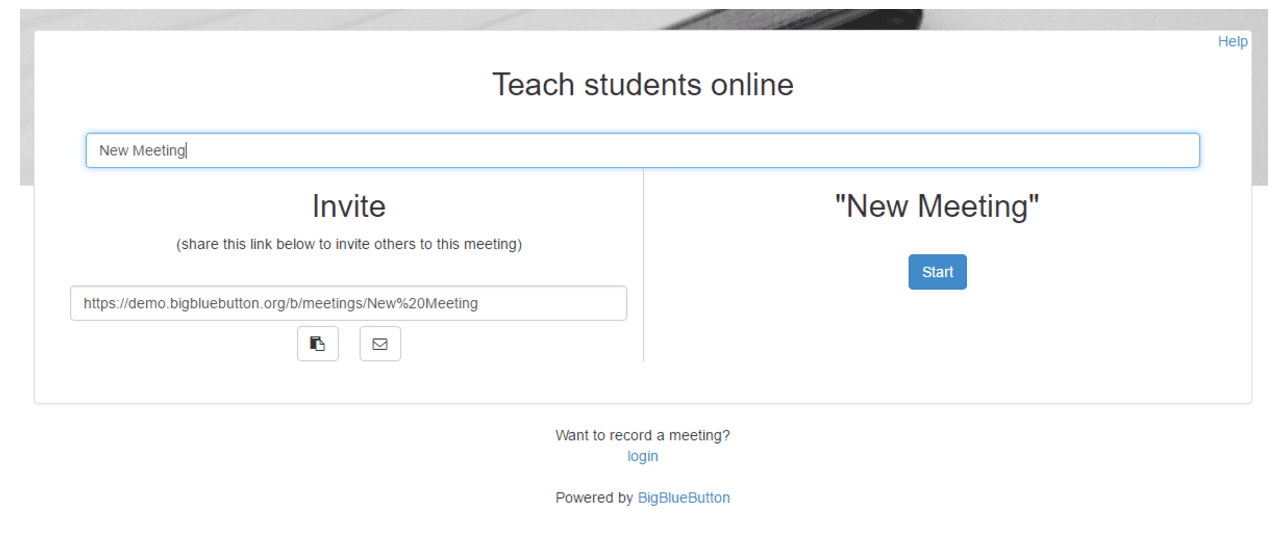 Help
Teach students online
New Meeting
Invite
(share this link below to invite others to this meeting)
https://demo.bigbluebutton.org/b/meetings/New%20Meeting
"New Meeting"
Start
Want to record a meeting?
login
Powered by BigBlueButton